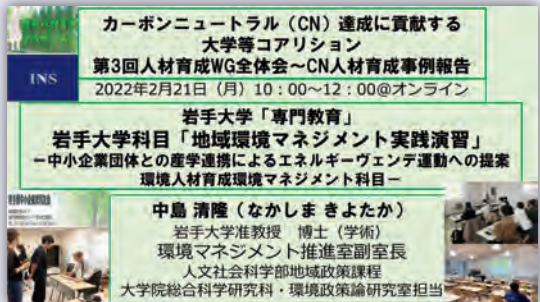 カーボンニュートラル（CN）達成に貢献する
大学等コアリション
第3回人材育成WG全体会～CN人材育成事例報告
INS
2022年2月21日（月）10：00～12：00@オンライン
岩手大学「専門教育」
岩手大学科目「地域環境マネジメント実践演習」
－中小企業団体との産学連携によるエネルギーヴェンデ運動への提案
環境人材育成環境マネジメント科目－
中島 清隆（なかしま きよたか）
岩手大学准教授　博士（学術）
環境マネジメント推進室副室長
人文社会科学部地域政策課程
大学院総合科学研究科・環境政策論研究室担当